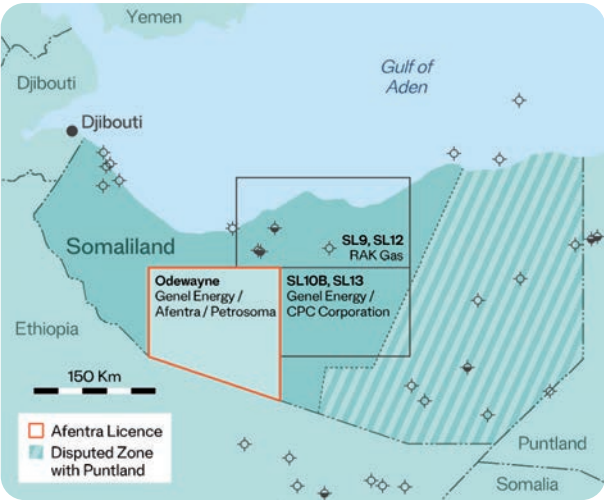 Yemen
Djibouti
Djibouti
Gulf of
Aden
Somaliland
SL9, SL12
RAK Gas
Odewayne
Genel Energy /
Afentra / Petrosoma
SL10B, SL13
Genel Energy /
CPC Corporation
Ethiopia
150 Km
Afentra Licence
Disputed Zone
with Puntland
Puntland
Somalia